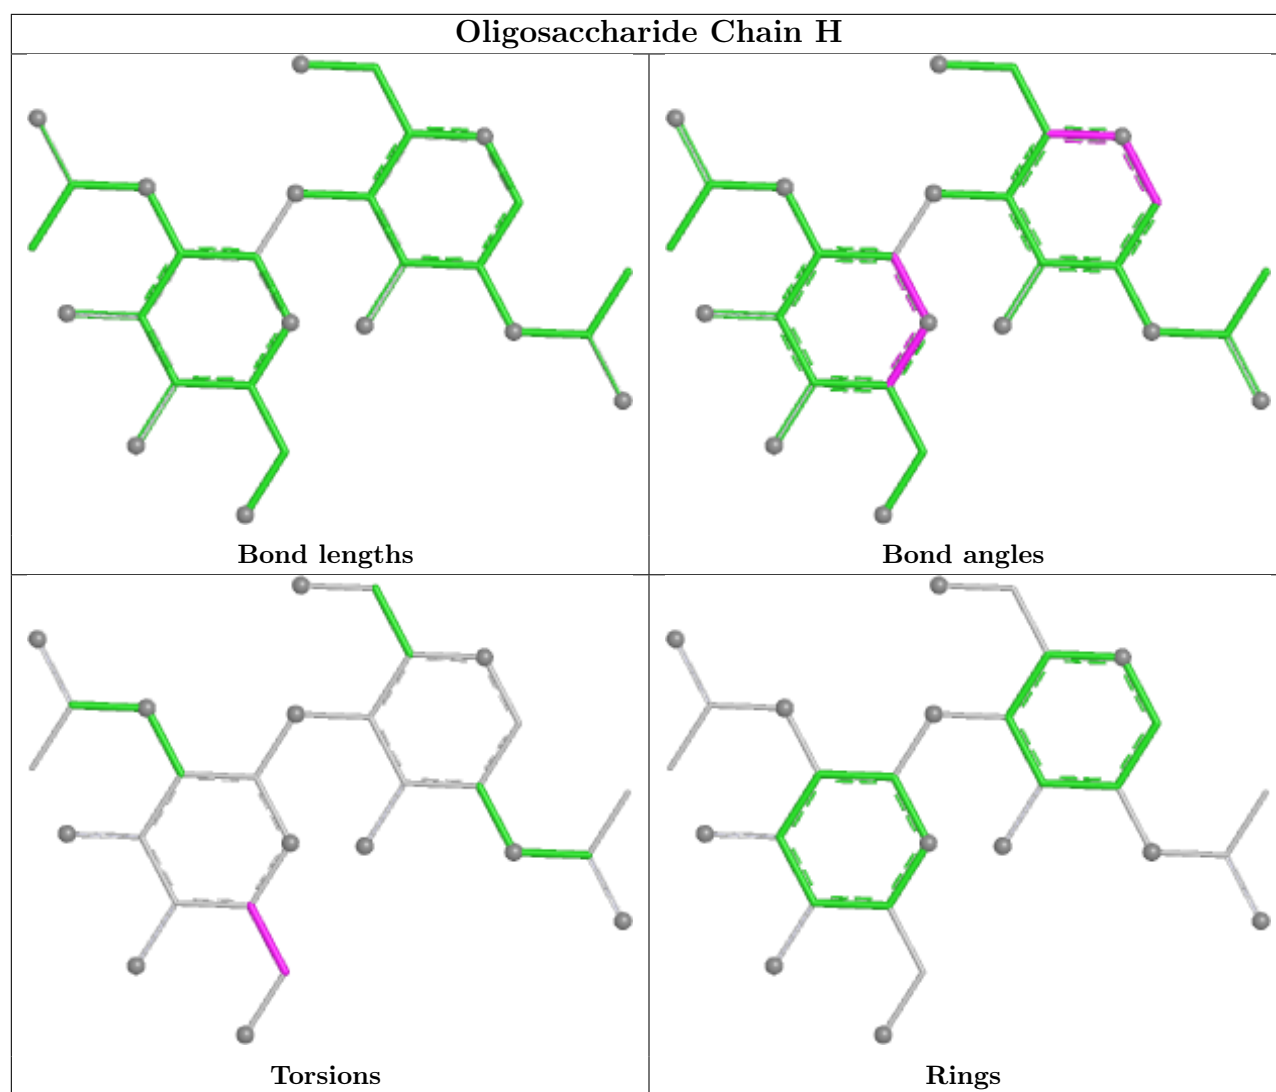 Oligosaccharide Chain H
Bond lengths
Bond angles
Torsions
Rings